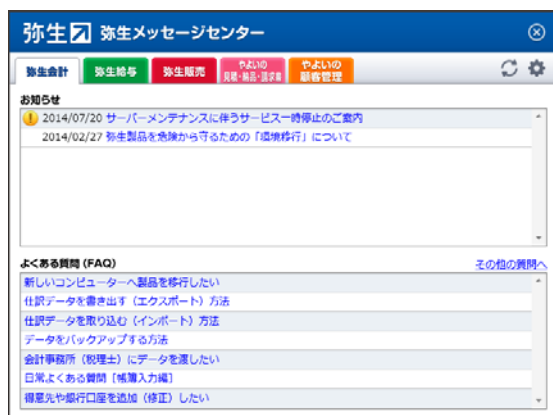 弥生 弥生メッセージセンター
弥生会計 弥生給与 弥生販売 やよいの見積・納品・請求書 やよいの顧客管理
お知らせ
2014/07/20 サーバーメンテナンスに伴うサービス一時停止のご案内
2014/02/27 弥生製品を危険から守るための「環境移行」について
よくある質問 (FAQ) その他の質問へ
新しいコンピューターへ製品を移行したい
仕訳データを書き出す（エクスポート）方法
仕訳データを取り込む（インポート）方法
データをバックアップする方法
会計事務所（税理士）にデータを渡したい
日常よくある質問［帳簿入力編］
得意先や銀行口座を追加（修正）したい